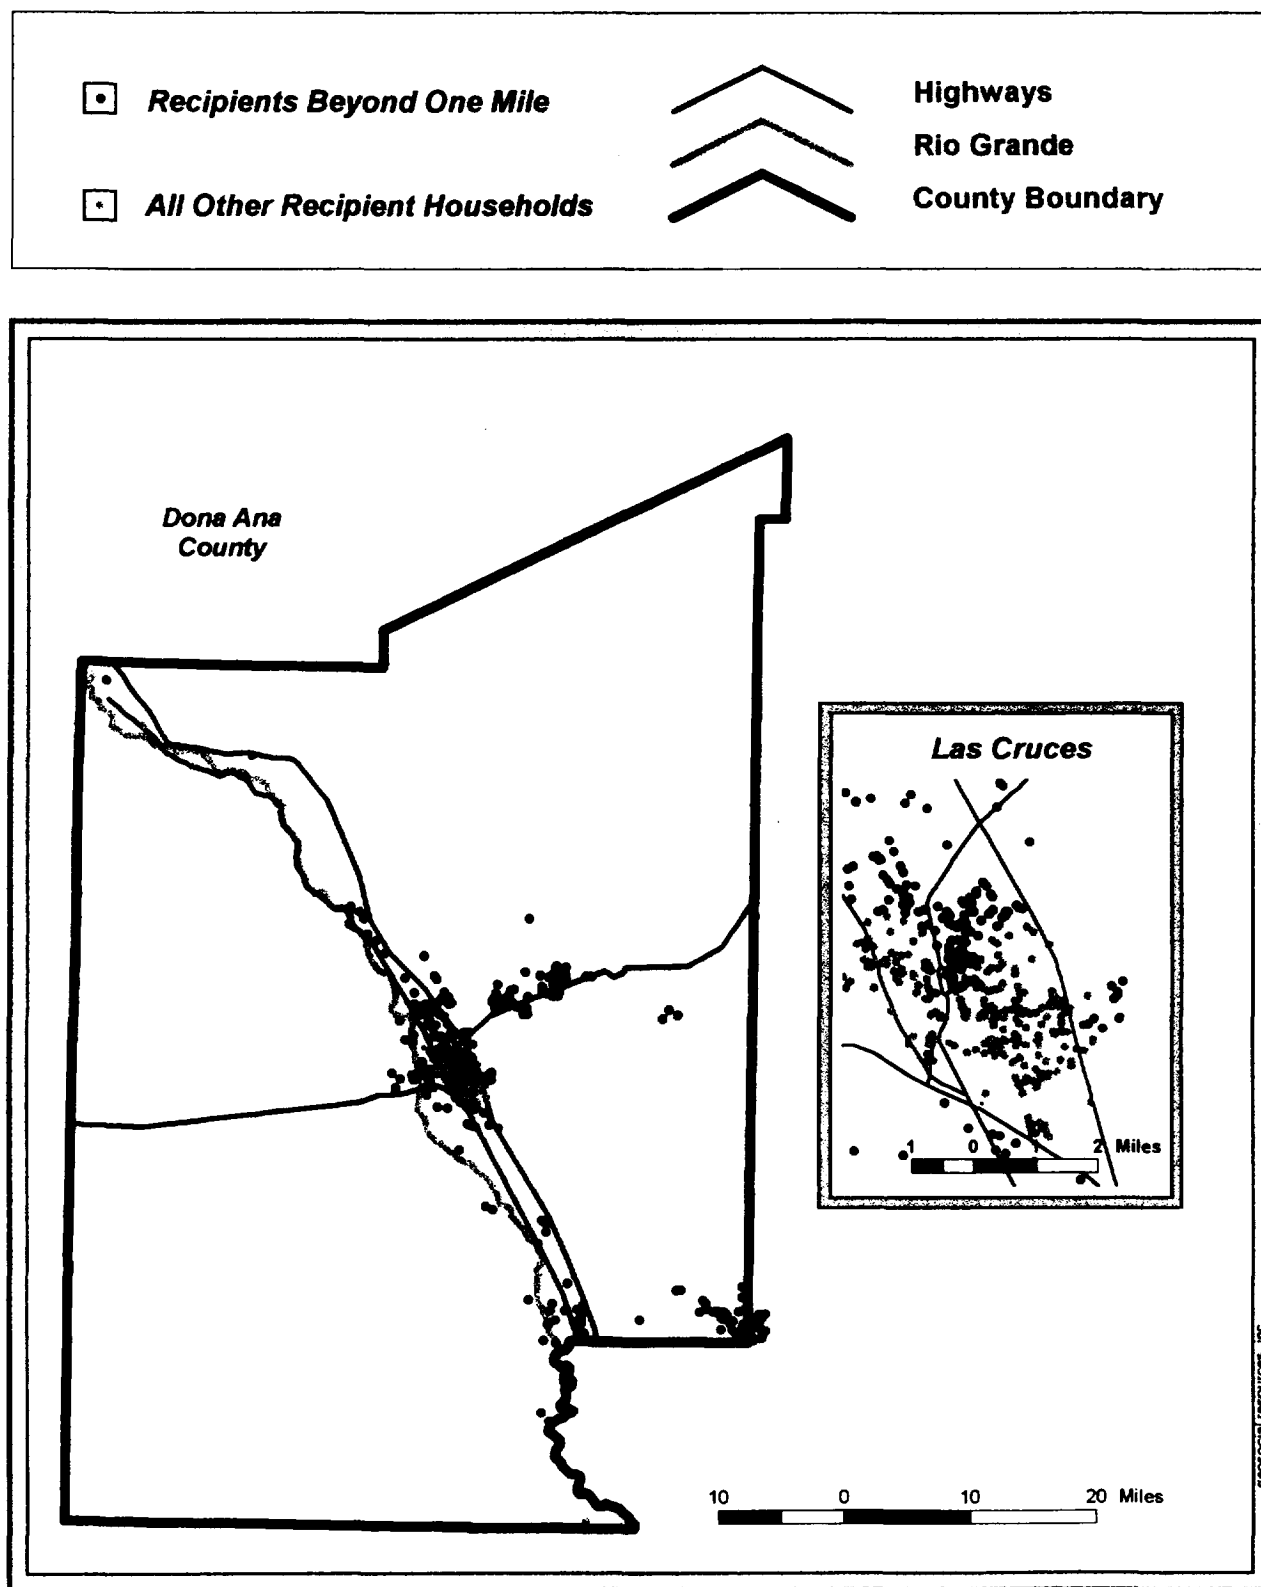 Recipients Beyond One Mile
All Other Recipient Households
Highways
Rio Grande
County Boundary
Dona Ana
County
Las Cruces
1 0 1 2 Miles
10 0 10 20 Miles